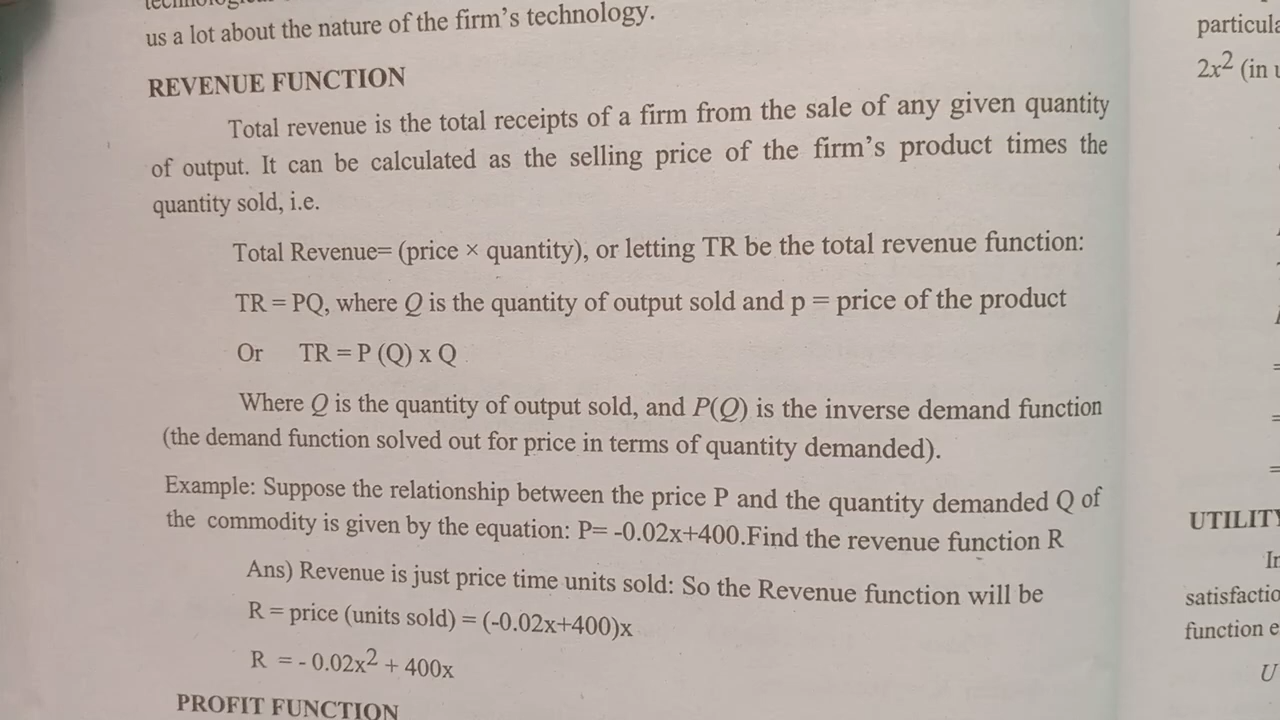 us a lot about the nature of the firm's technology.
REVENUE FUNCTION
Total revenue is the total receipts of a firm from the sale of any given quantity
of output. It can be calculated as the selling price of the firm's product times the
quantity sold, i.e.
Total Revenue= (price × quantity), or letting TR be the total revenue function:
TR = PQ, where Q is the quantity of output sold and p = price of the product
Or TR = P (Q) x Q
Where Q is the quantity of output sold, and P(Q) is the inverse demand function
(the demand function solved out for price in terms of quantity demanded).
Example: Suppose the relationship between the price P and the quantity demanded Q of
the commodity is given by the equation: P= -0.02x+400.Find the revenue function R
Ans) Revenue is just price time units sold: So the Revenue function will be
R = price (units sold) = (-0.02x+400)x
R = - 0.02x² + 400x
PROFIT FUNCTION
2x² (in
UTILITY
function
U